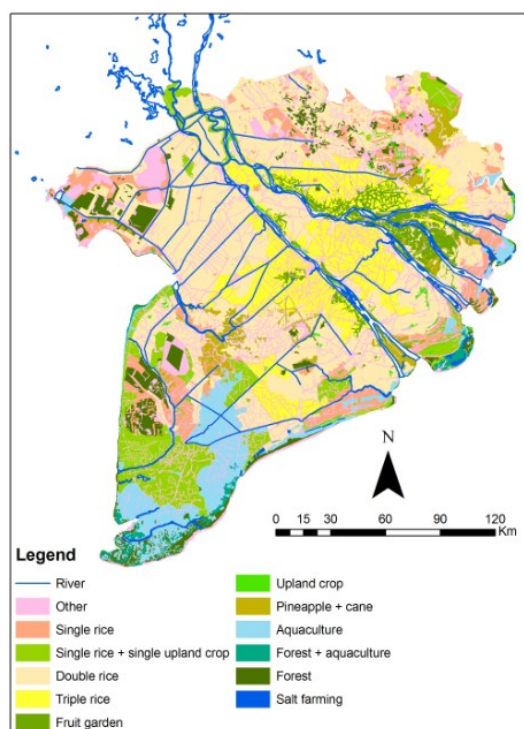 N
0 15 30 60 90 120
Km
Legend
River
Other
Single rice
Single rice + single upland crop
Double rice
Triple rice
Fruit garden
Upland crop
Pineapple + cane
Aquaculture
Forest + aquaculture
Forest
Salt farming